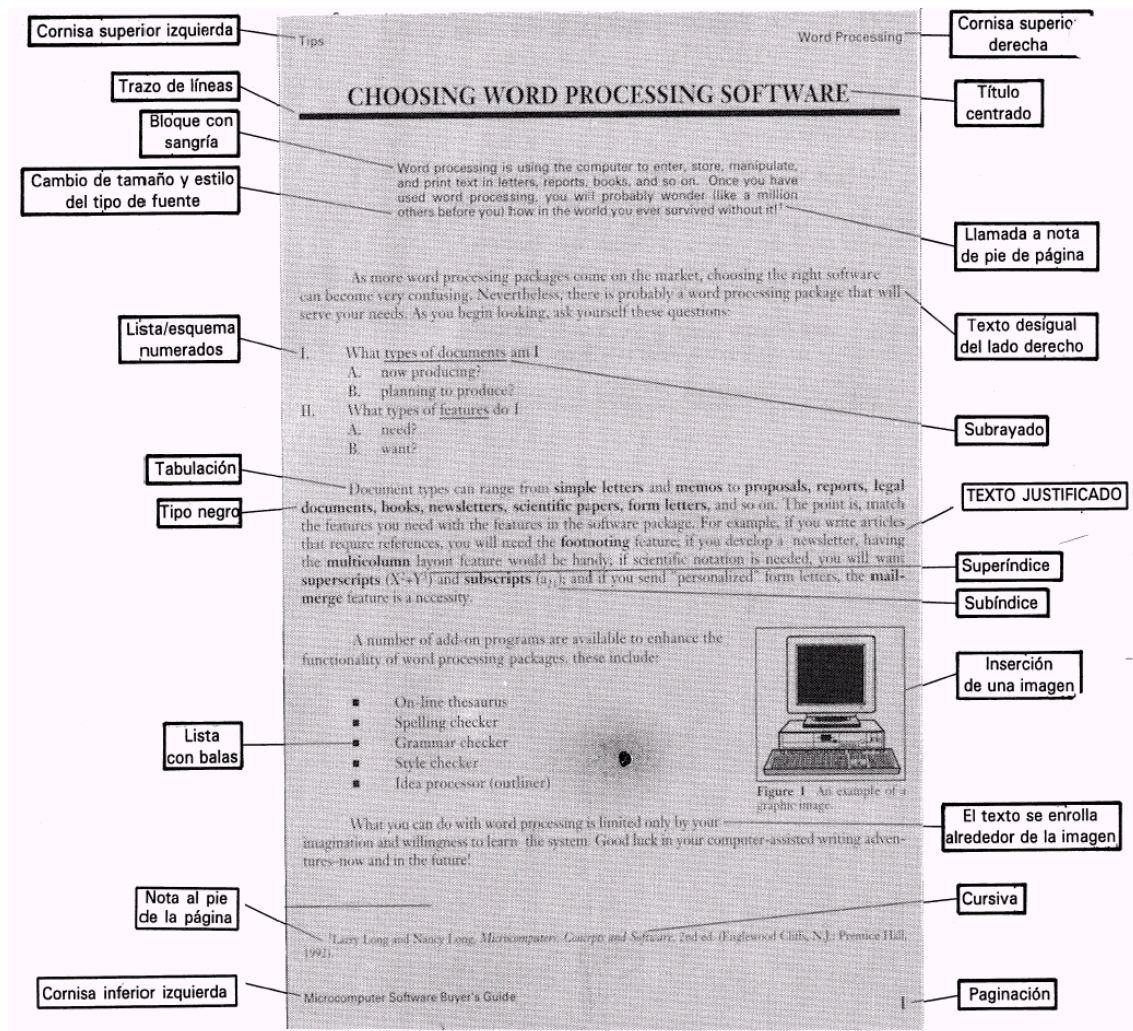 Cornisa superior izquierda
Tips
Word Processing
Cornisa superio
derecha
Trazo de líneas
CHOOSING WORD PROCESSING SOFTWARE
Título
centrado
Bloque con
sangría
Word processing is using the computer to enter, store, manipulate,
and print text in letters, reports, books, and so on. Once you have
used word processing, you will probably wonder (like a million
others before you) how in the world you ever survived without it!¹
Cambio de tamaño y estilo
del tipo de fuente
Llamada a nota
de pie de página
As more word processing packages come on the market, choosing the right software
can become very confusing. Nevertheless, there is probably a word processing package that will
serve your needs. As you begin looking, ask yourself these questions:
Texto desigual
del lado derecho
Lista/esquema
numerados
I. What types of documents am I
A. now producing?
B. planning to produce?
II. What types of features do I
A. need?
B. want?
Subrayado
Tabulación
Tipo negro
Document types can range from simple letters and memos to proposals, reports, legal
documents, books, newsletters, scientific papers, form letters, and so on. The point is, match
the features you need with the features in the software package. For example, if you write articles
that require references, you will need the footnoting feature; if you develop a newsletter, having
the multicolumn layout feature would be handy; if scientific notation is needed, you will want
superscripts and subscripts and if you send "personalized" form letters, the mail-
merge feature is a necessity.
TEXTO JUSTIFICADO
Superíndice
Subíndice
A number of add-on programs are available to enhance the
functionality of word processing packages, these include:
Inserción
de una imagen
Lista
con balas
■ On-line thesaurus
■ Spelling checker
■ Grammar checker
■ Style checker
■ Idea processor (outliner)
Figure 1 An example of a
graphic image.
What you can do with word processing is limited only by your
imagination and willingness to learn the system. Good luck in your computer-assisted writing adven-
tures–now and in the future!
El texto se enrolla
alrededor de la imagen
Nota al pie
de la página
Cursiva
¹Larry Long and Nancy Long, Microcomputers, Concepts and Software, 2nd ed. (Englewood Cliffs, N.J.: Prentice Hall,
1992).
Cornisa inferior izquierda
Microcomputer Software Buyer's Guide
1
Paginación